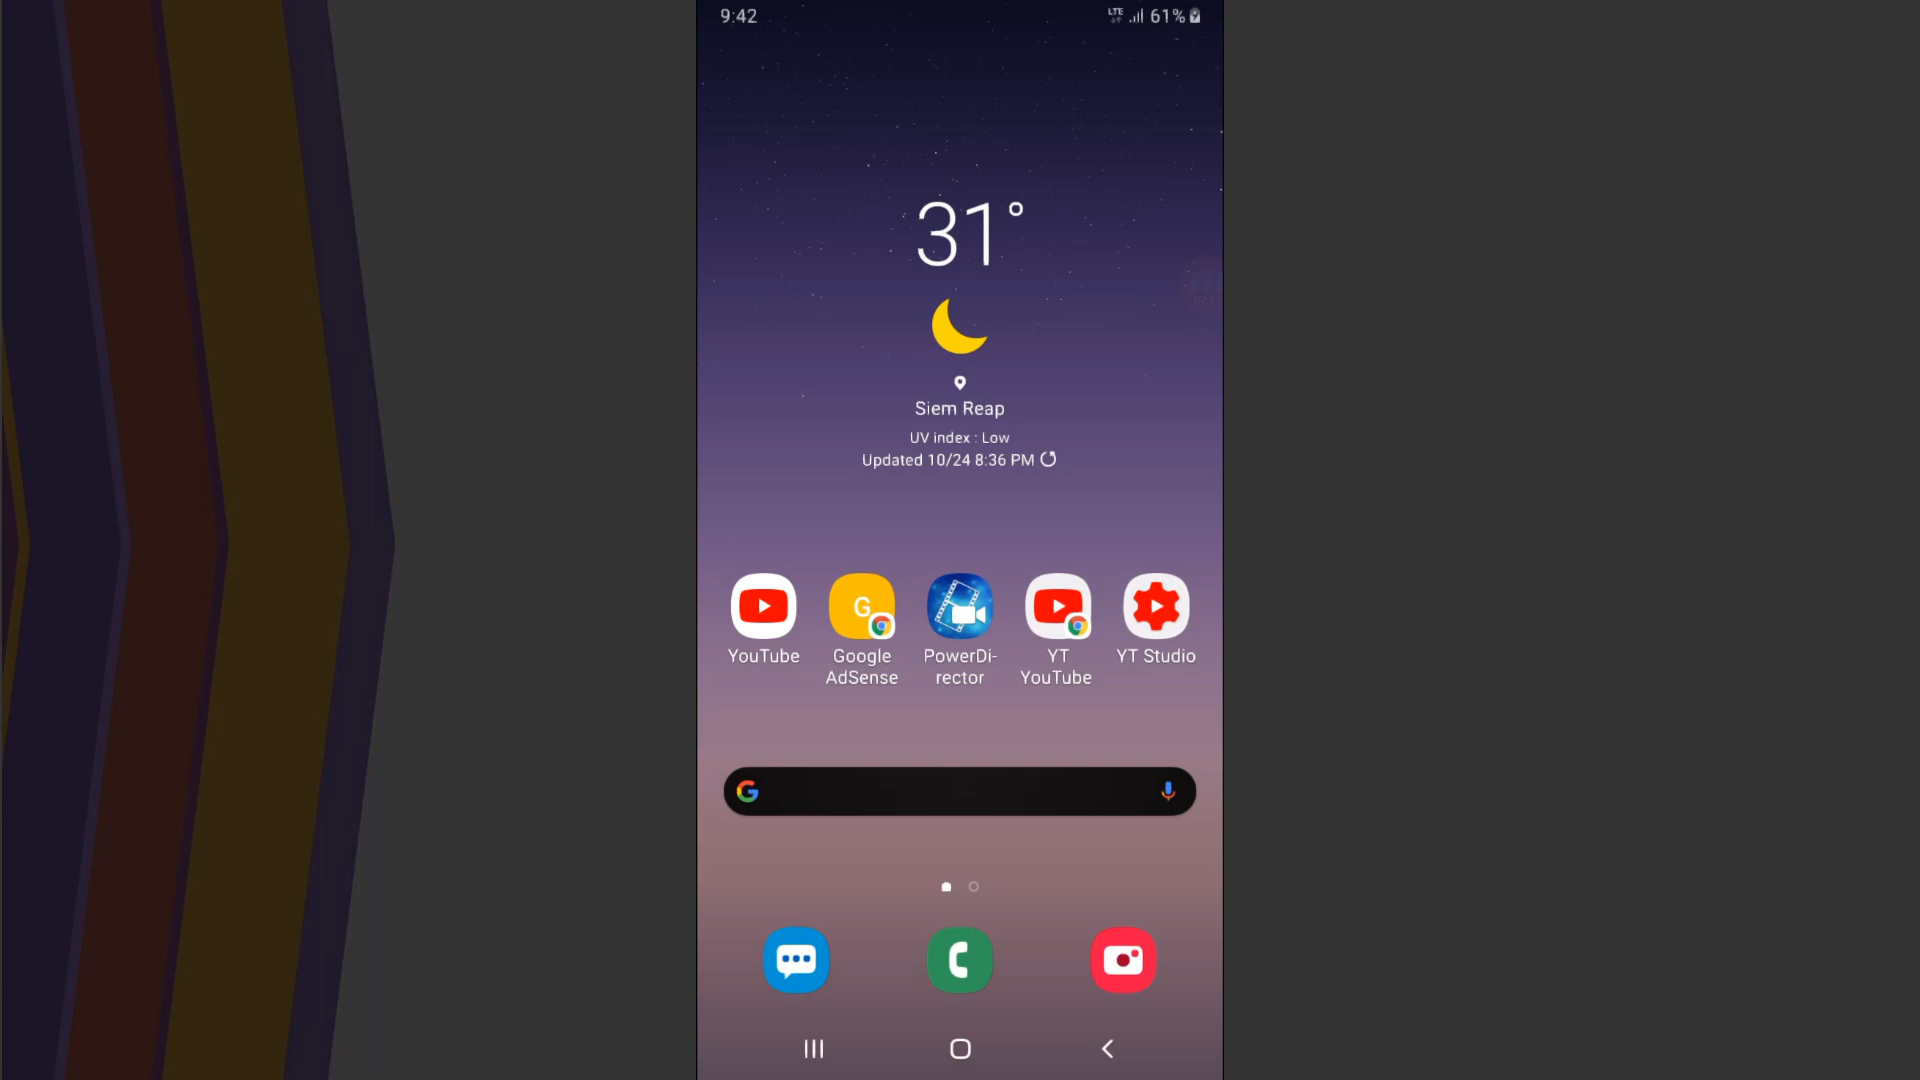 9:42
LTE 61%
31°
Siem Reap
UV index : Low
Updated 10/24 8:36 PM
YouTube
Google
AdSense
PowerDi-
rector
YT
YouTube
YT Studio